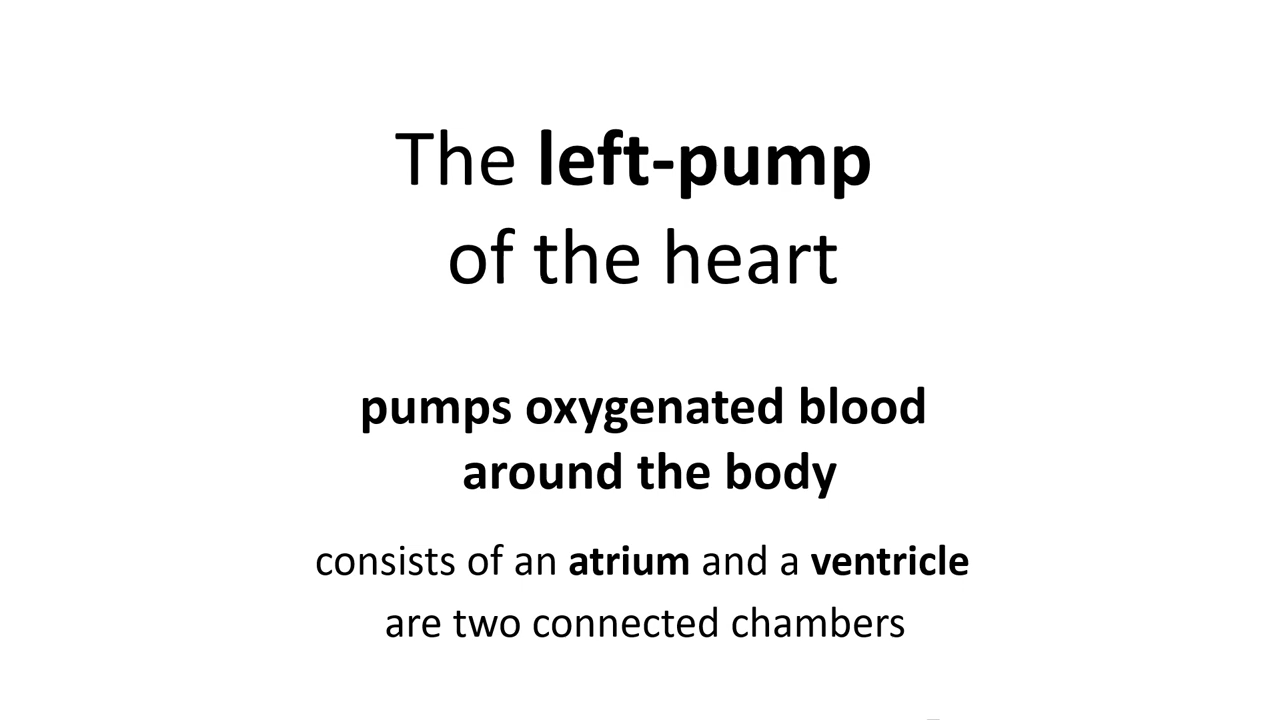 The left-pump
of the heart
pumps oxygenated blood
around the body
consists of an atrium and a ventricle
are two connected chambers